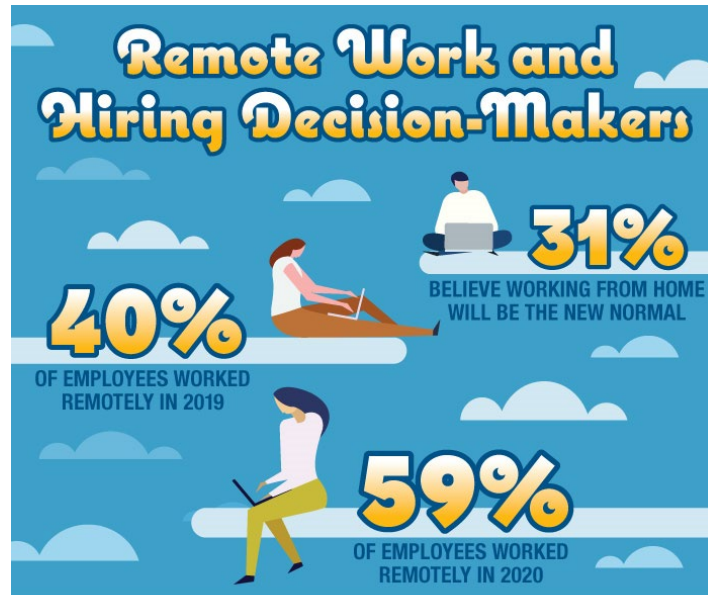 Remote Work and
Hiring Decision-Makers
31%
BELIEVE WORKING FROM HOME
WILL BE THE NEW NORMAL
40%
OF EMPLOYEES WORKED
REMOTELY IN 2019
59%
OF EMPLOYEES WORKED
REMOTELY IN 2020